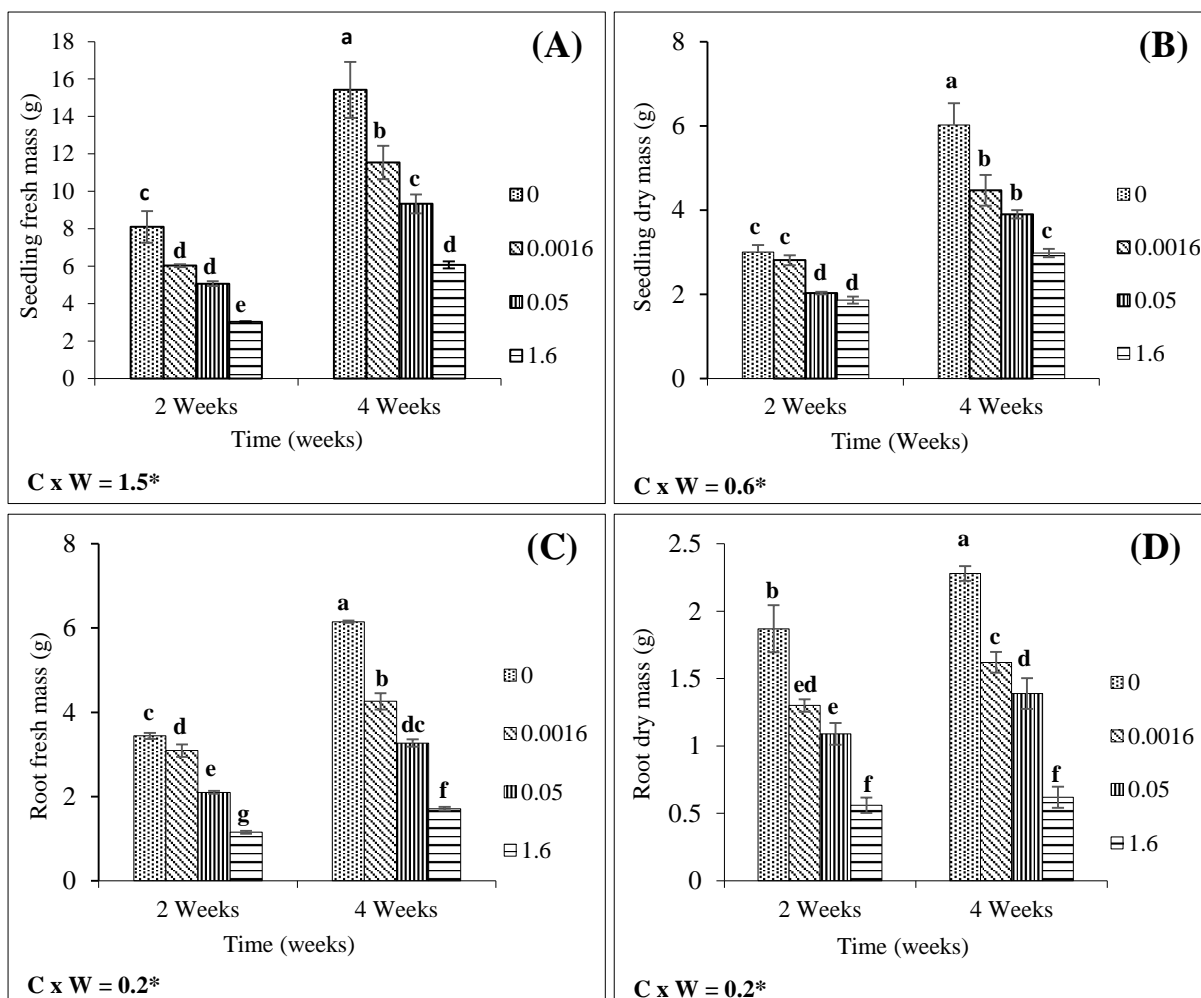 (A)
Seedling fresh mass (g)
18
16
14
12
10
8
6
4
2
0
c
d
d
e
a
b
c
d
0
0.0016
0.05
1.6
2 Weeks
4 Weeks
Time (weeks)
C x W = 1.5*
(B)
Seedling dry mass (g)
8
6
4
2
0
c
c
d
d
a
b
b
c
0
0.0016
0.05
1.6
2 Weeks
4 Weeks
Time (Weeks)
C x W = 0.6*
(C)
Root fresh mass (g)
8
6
4
2
0
c
d
e
g
a
b
dc
f
0
0.0016
0.05
1.6
2 Weeks
4 Weeks
Time (weeks)
C x W = 0.2*
(D)
Root dry mass (g)
2.5
2
1.5
1
0.5
0
b
ed
e
f
a
c
d
f
0
0.0016
0.05
1.6
2 Weeks
4 Weeks
Time (weeks)
C x W = 0.2*